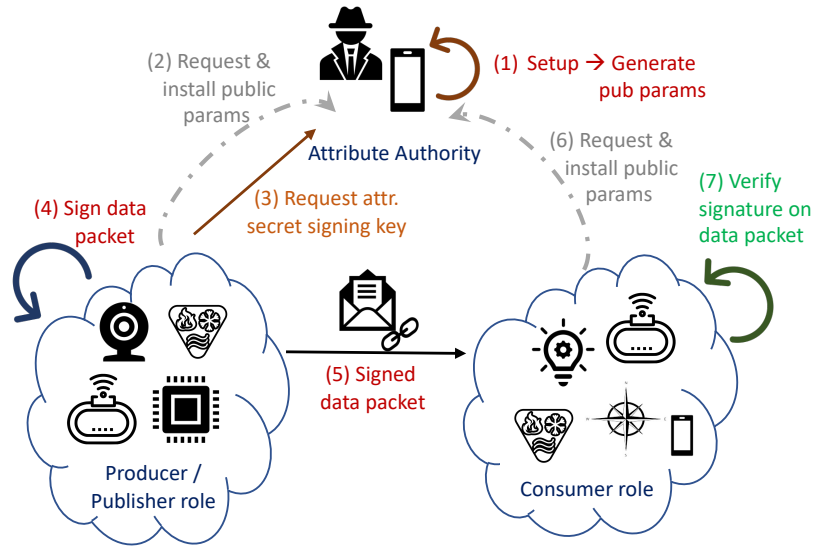 (2) Request &
install public
params
(1) Setup → Generate
pub params
Attribute Authority
(6) Request &
install public
params
(3) Request attr.
secret signing key
(4) Sign data
packet
(7) Verify
signature on
data packet
(5) Signed
data packet
Producer /
Publisher role
Consumer role